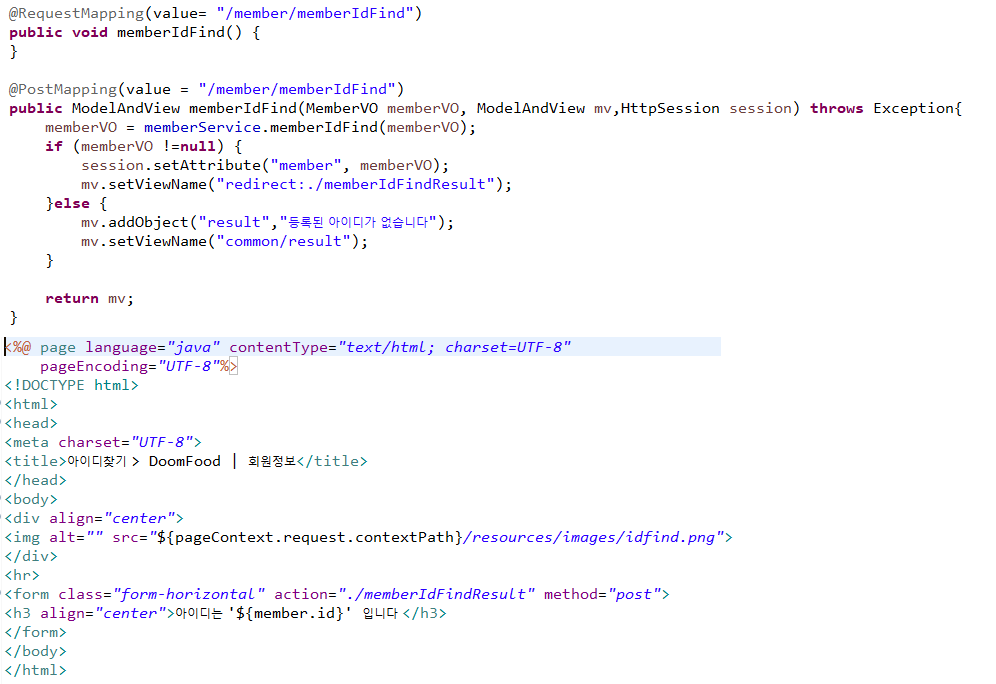 @RequestMapping(value= "/member/memberIdFind")
public void memberIdFind() {
}
@PostMapping(value = "/member/memberIdFind")
public ModelAndView memberIdFind(MemberVO memberVO, ModelAndView mv,HttpSession session) throws Exception{
memberVO = memberService.memberIdFind(memberVO);
if (memberVO !=null) {
session.setAttribute("member", memberVO);
mv.setViewName("redirect:./memberIdFindResult");
}else {
mv.addObject("result","등록된 아이디가 없습니다");
mv.setViewName("common/result");
}
return mv;
}
<%@ page language="java" contentType="text/html; charset=UTF-8"
pageEncoding="UTF-8"%>
<!DOCTYPE html>
<html>
<head>
<meta charset="UTF-8">
<title>아이디찾기 > DoomFood | 회원정보</title>
</head>
<body>
<div align="center">
<img alt="" src="${pageContext.request.contextPath}/resources/images/idfind.png">
</div>
<hr>
<form class="form-horizontal" action="./memberIdFindResult" method="post">
<h3 align="center">아이디는 '${member.id}' 입니다 </h3>
</form>
</body>
</html>